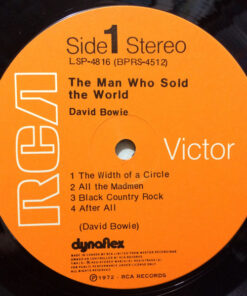 Side 1 Stereo
LSP-4816 (BPRS-4512)
The Man Who Sold
the World
David Bowie
RCA
Victor
1 The Width of a Circle
2 All the Madmen
3 Black Country Rock
4 After All
(David Bowie)
dynaflex
© 1972 - RCA RECORDS